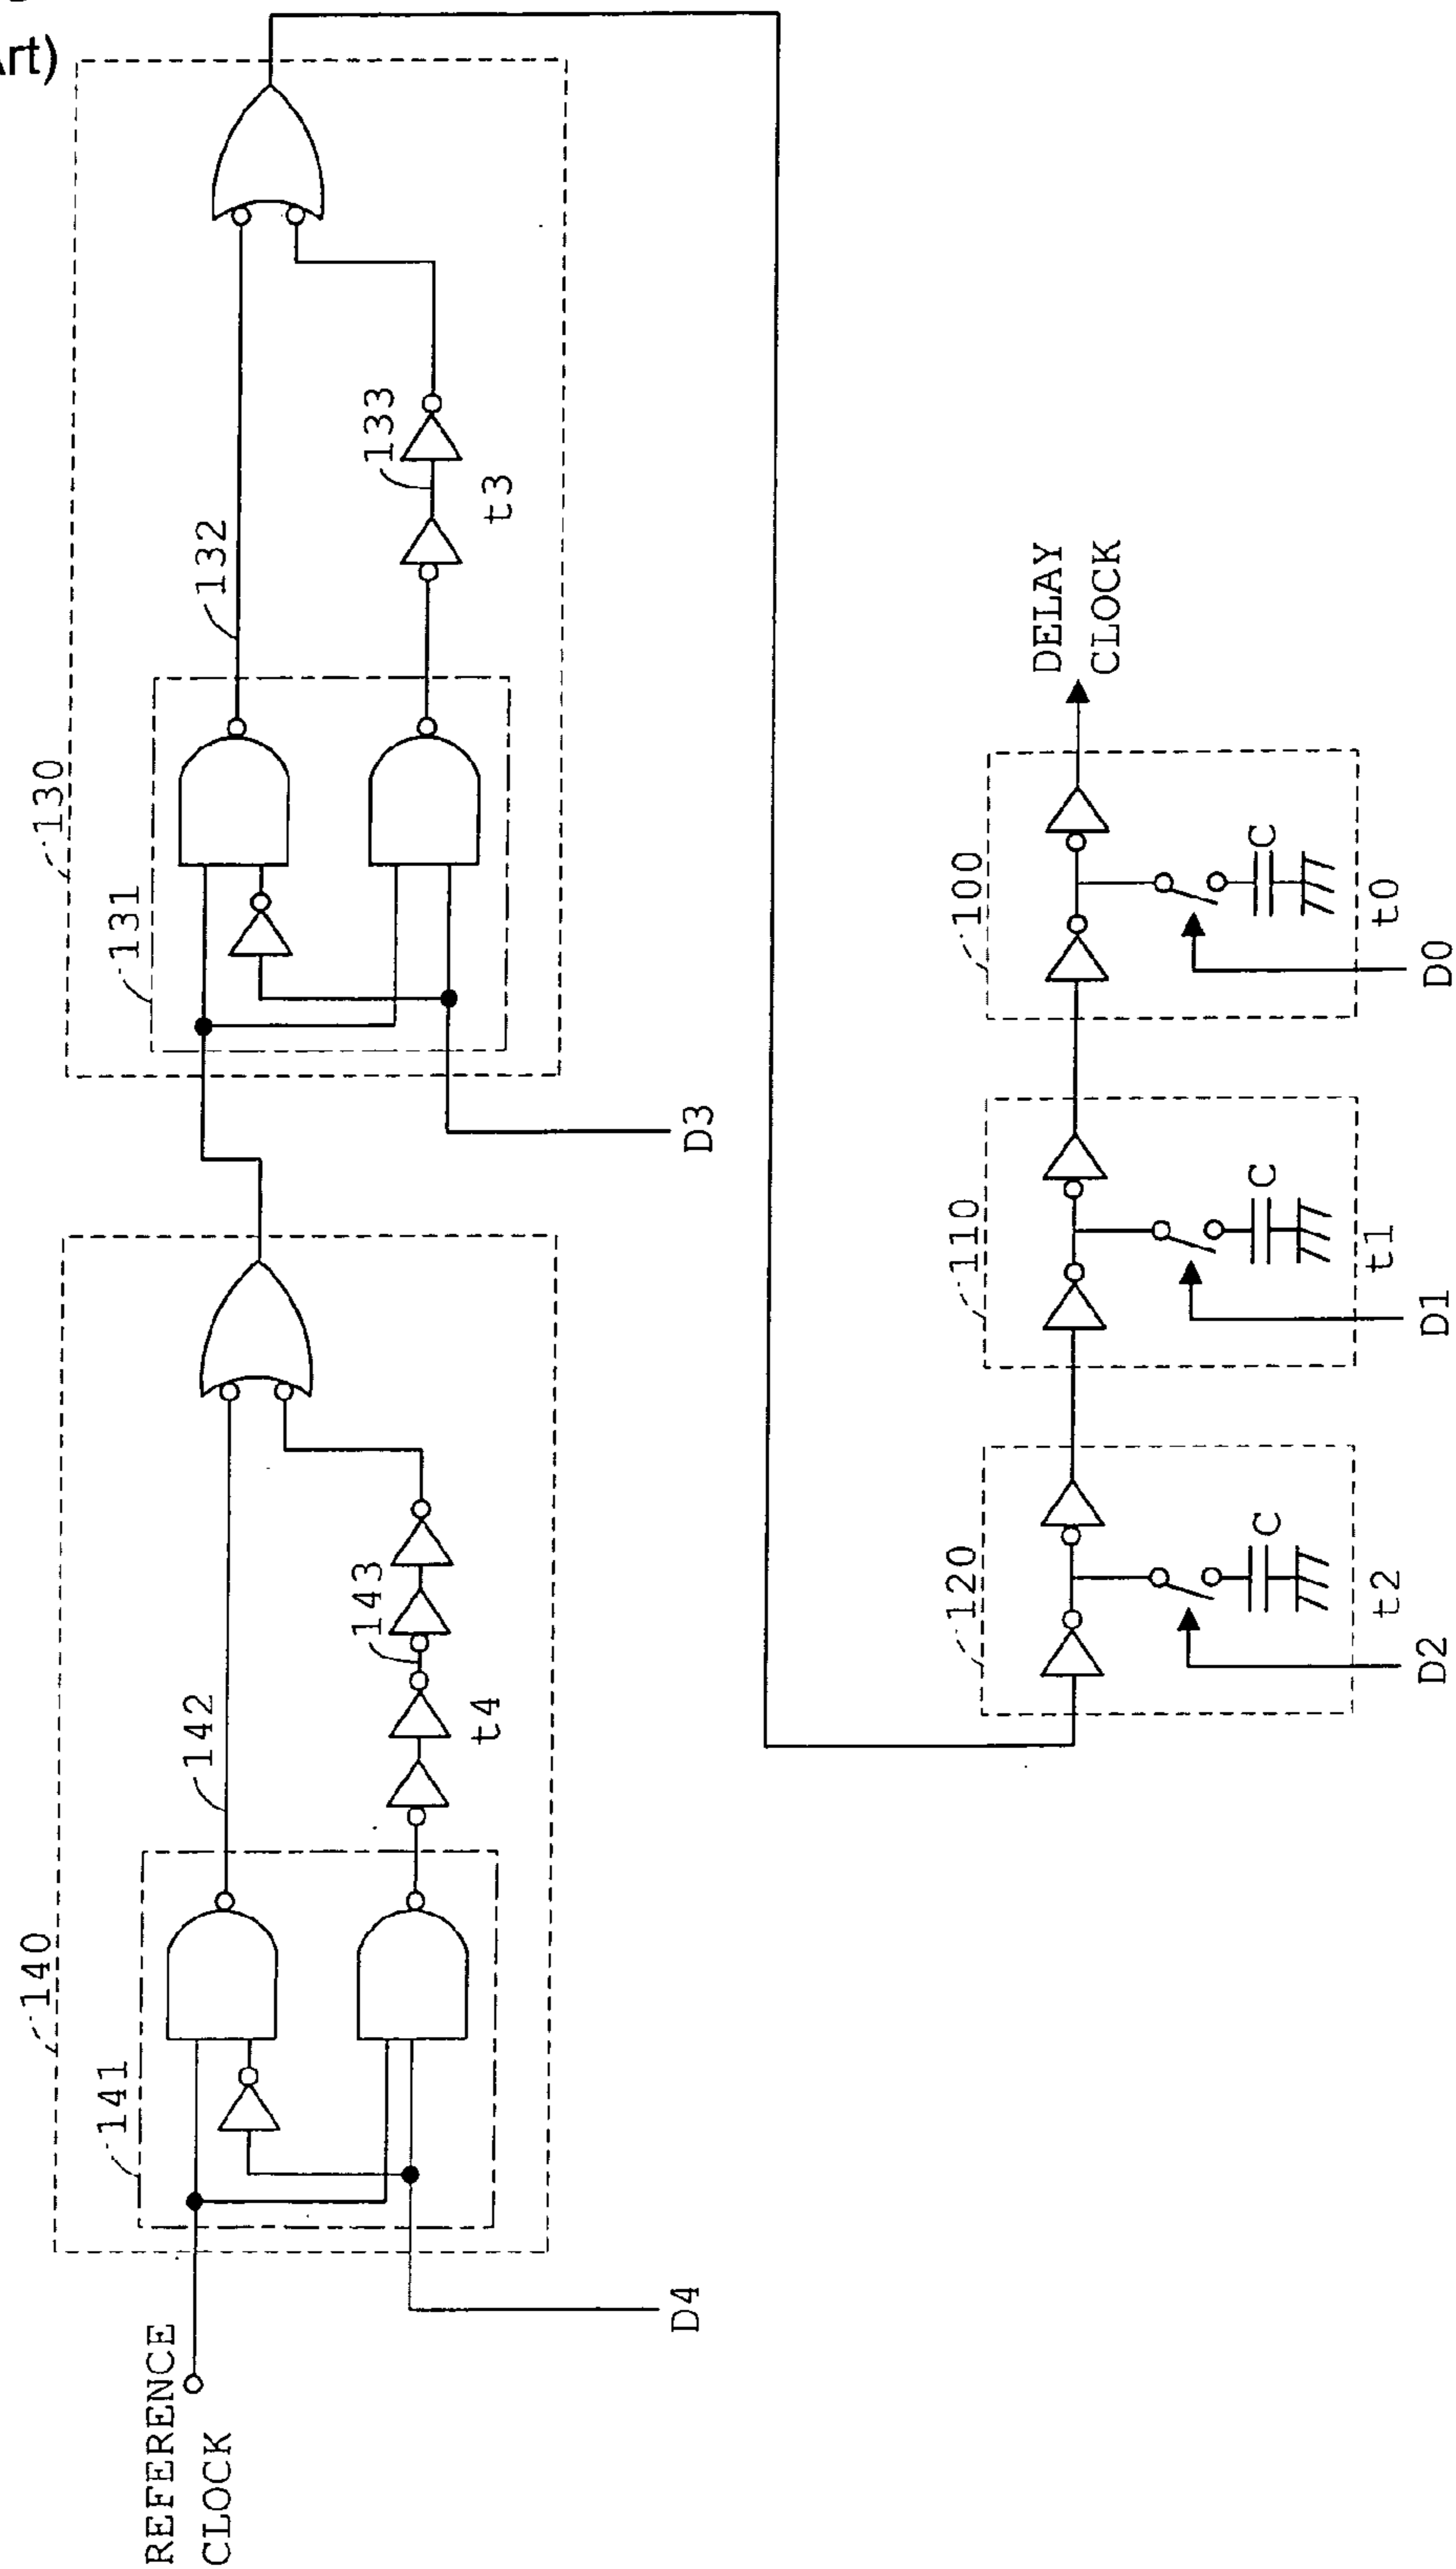 Art)
140
141
142
143
t4
REFERENCE
CLOCK
D4
130
131
132
133
t3
D3
120
C
t2
D2
110
C
t1
D1
100
C
t0
D0
DELAY
CLOCK